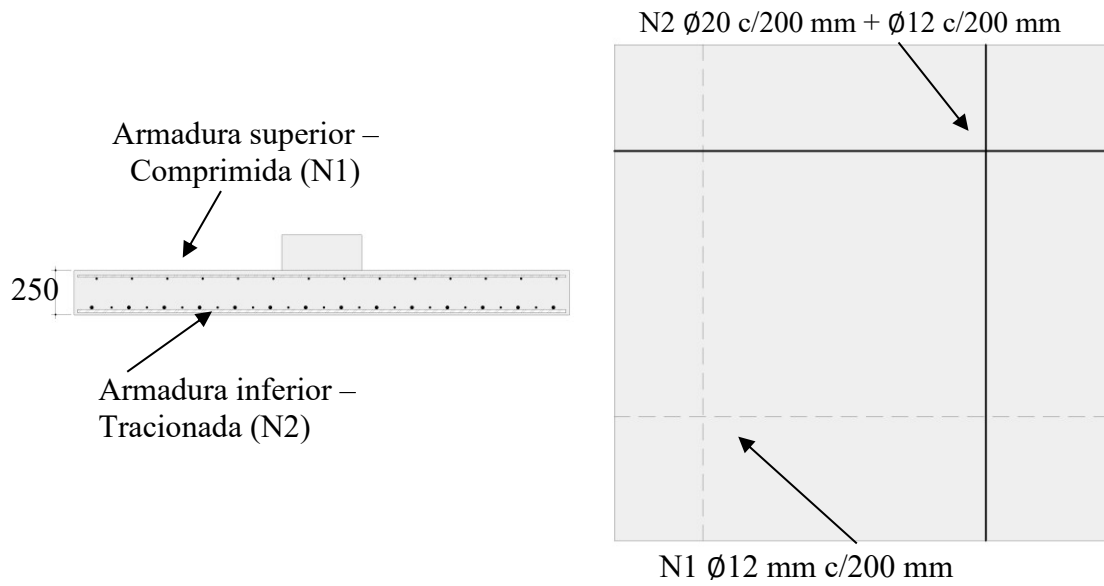 N2 Ø20 c/200 mm + Ø12 c/200 mm
Armadura superior –
Comprimida (N1)
250
Armadura inferior –
Tracionada (N2)
N1 Ø12 mm c/200 mm